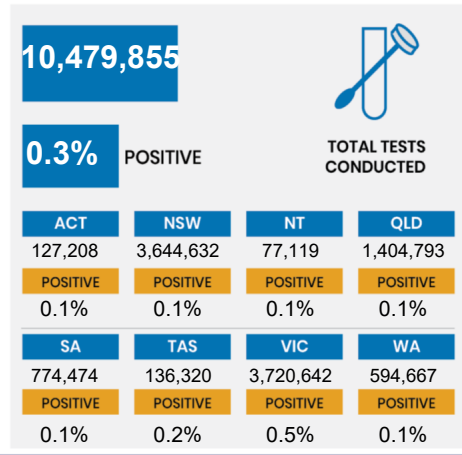 10,479,855
0.3% POSITIVE
TOTAL TESTS
CONDUCTED
ACT NSW NT QLD
127,208 3,644,632 77,119 1,404,793
POSITIVE POSITIVE POSITIVE POSITIVE
0.1% 0.1% 0.1% 0.1%
SA TAS VIC WA
774,474 136,320 3,720,642 594,667
POSITIVE POSITIVE POSITIVE POSITIVE
0.1% 0.2% 0.5% 0.1%